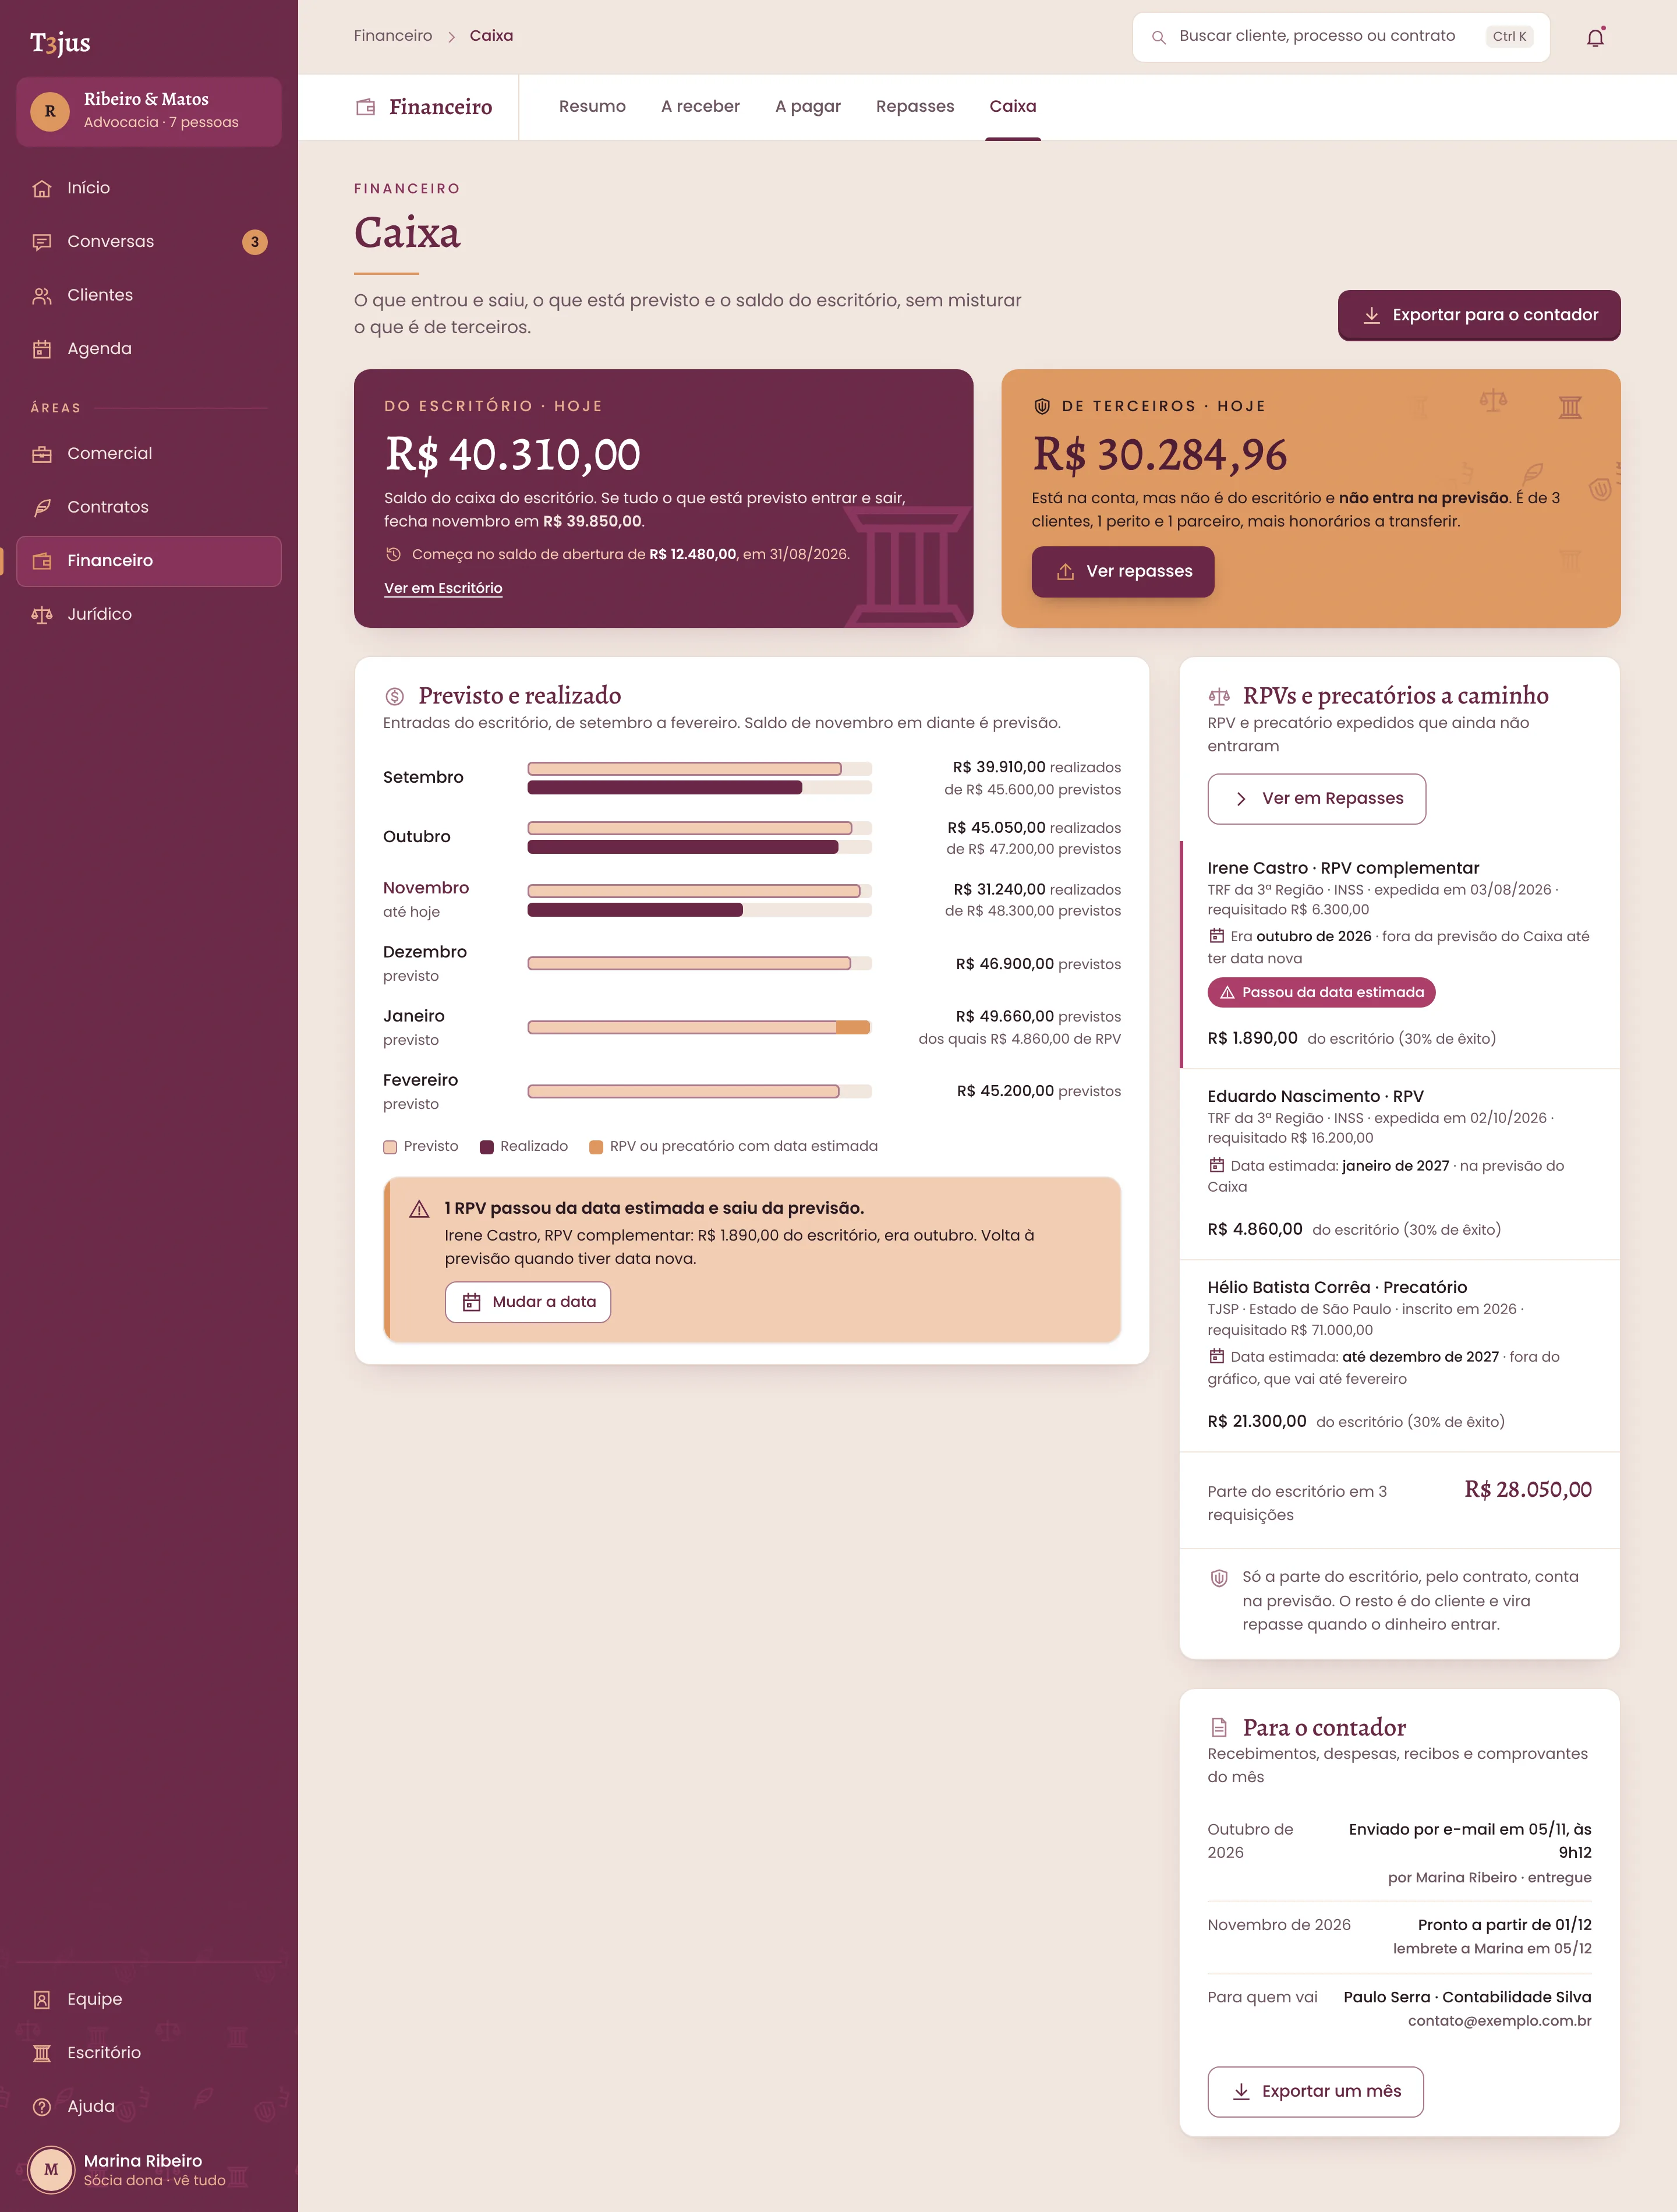 T3jus
R
Ribeiro & Matos
Advocacia · 7 pessoas
Início
Conversas
3
Clientes
Agenda
ÁREAS
Comercial
Contratos
Financeiro
Jurídico
Equipe
Escritório
Ajuda
M
Marina Ribeiro
Sócia dona · vê tudo
Financeiro
Caixa
Buscar cliente, processo ou contrato
Ctrl K
Financeiro
Resumo
A receber
A pagar
Repasses
Caixa
FINANCEIRO
Caixa
O que entrou e saiu, o que está previsto e o saldo do escritório, sem misturar
o que é de terceiros.
Exportar para o contador
DO ESCRITÓRIO · HOJE
R$ 40.310,00
Saldo do caixa do escritório. Se tudo o que está previsto entrar e sair,
fecha novembro em R$ 39.850,00.
Começa no saldo de abertura de R$ 12.480,00, em 31/08/2026.
Ver em Escritório
DE TERCEIROS · HOJE
R$ 30.284,96
Está na conta, mas não é do escritório e não entra na previsão. É de 3
clientes, 1 perito e 1 parceiro, mais honorários a transferir.
Ver repasses
Previsto e realizado
Entradas do escritório, de setembro a fevereiro. Saldo de novembro em diante é previsão.
Setembro
R$ 39.910,00 realizados
de R$ 45.600,00 previstos
Outubro
R$ 45.050,00 realizados
de R$ 47.200,00 previstos
Novembro
até hoje
R$ 31.240,00 realizados
de R$ 48.300,00 previstos
Dezembro
previsto
R$ 46.900,00 previstos
Janeiro
previsto
R$ 49.660,00 previstos
dos quais R$ 4.860,00 de RPV
Fevereiro
previsto
R$ 45.200,00 previstos
Previsto
Realizado
RPV ou precatório com data estimada
1 RPV passou da data estimada e saiu da previsão.
Irene Castro, RPV complementar: R$ 1.890,00 do escritório, era outubro. Volta à
previsão quando tiver data nova.
Mudar a data
RPVs e precatórios a caminho
RPV e precatório expedidos que ainda não
entraram
Ver em Repasses
Irene Castro · RPV complementar
TRF da 3ª Região · INSS · expedida em 03/08/2026 ·
requisitado R$ 6.300,00
Era outubro de 2026 · fora da previsão do Caixa até
ter data nova
Passou da data estimada
R$ 1.890,00 do escritório (30% de êxito)
Eduardo Nascimento · RPV
TRF da 3ª Região · INSS · expedida em 02/10/2026 ·
requisitado R$ 16.200,00
Data estimada: janeiro de 2027 · na previsão do
Caixa
R$ 4.860,00 do escritório (30% de êxito)
Hélio Batista Corrêa · Precatório
TJSP · Estado de São Paulo · inscrito em 2026 ·
requisitado R$ 71.000,00
Data estimada: até dezembro de 2027 · fora do
gráfico, que vai até fevereiro
R$ 21.300,00 do escritório (30% de êxito)
Parte do escritório em 3
requisições
R$ 28.050,00
Só a parte do escritório, pelo contrato, conta
na previsão. O resto é do cliente e vira
repasse quando o dinheiro entrar.
Para o contador
Recebimentos, despesas, recibos e comprovantes
do mês
Outubro de
2026
Enviado por e-mail em 05/11, às
9h12
por Marina Ribeiro · entregue
Novembro de 2026
Pronto a partir de 01/12
lembrete a Marina em 05/12
Para quem vai
Paulo Serra · Contabilidade Silva
contato@exemplo.com.br
Exportar um mês